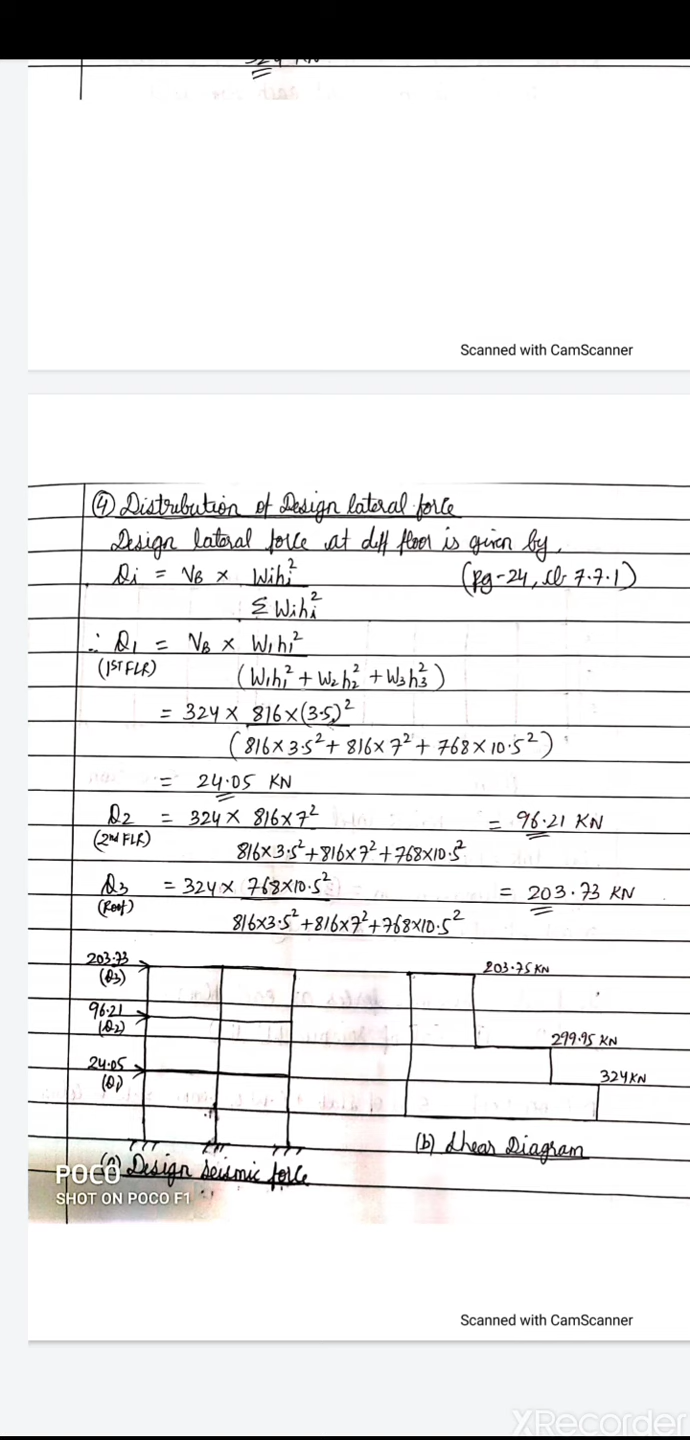 324 KN
Scanned with CamScanner
④ Distrubution of Design lateral force
Design lateral force at diff floor is given by,
Qi = VB × Wihi² (Pg-24, cl. 7.7.1)
Σ Wihi²
∴ Q1 = VB × W1h1²
(1ST FLR) (W1h1² + W2h2² + W3h3²)
= 324 × 816×(3.5)²
(816×3.5² + 816×7² + 768×10.5²)
= 24.05 KN
Q2 = 324 × 816×7² = 96.21 KN
(2nd FLR) 816×3.5²+816×7²+768×10.5²
Q3 = 324 × 768×10.5² = 203.73 KN
(Roof) 816×3.5²+816×7²+768×10.5²
203.73
(Q3)
96.21
(Q2)
24.05
(Q1)
203.75 KN
299.95 KN
324 KN
(a) Design seismic force
(b) Shear Diagram
POCO
SHOT ON POCO F1
Scanned with CamScanner
XRecorder